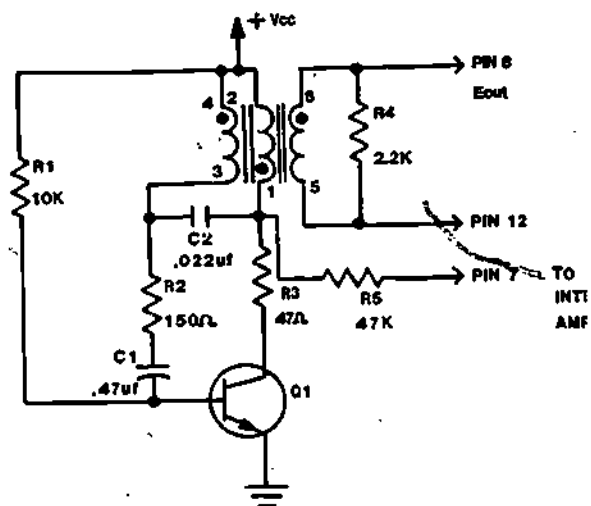 + Vcc
4 2 6
PIN 6
Eout
R4
2.2K
R1
10K
3 1 5
PIN 12
C2
.022uf
PIN 7
TO
R2
150Ω
R3
47Ω
R5
47K
INTE
AMP
C1
.47uf
Q1